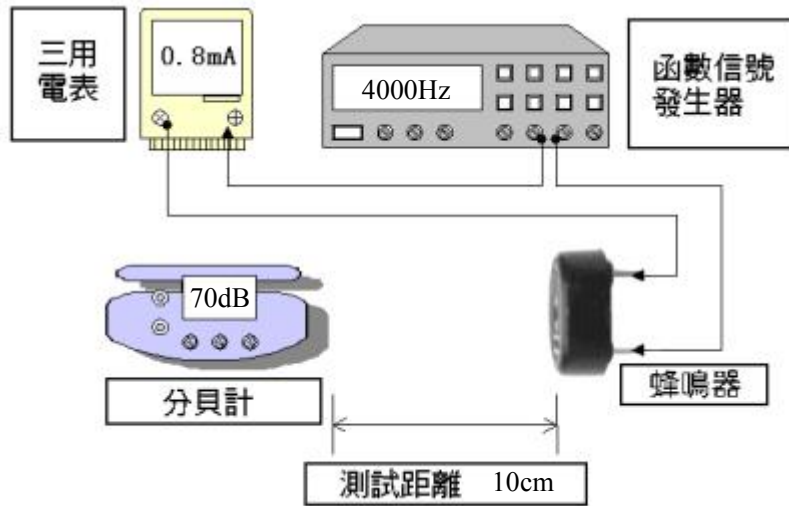 三用
電表
0.8mA
4000Hz
函數信號
發生器
70dB
分貝計
蜂鳴器
測試距離 10cm